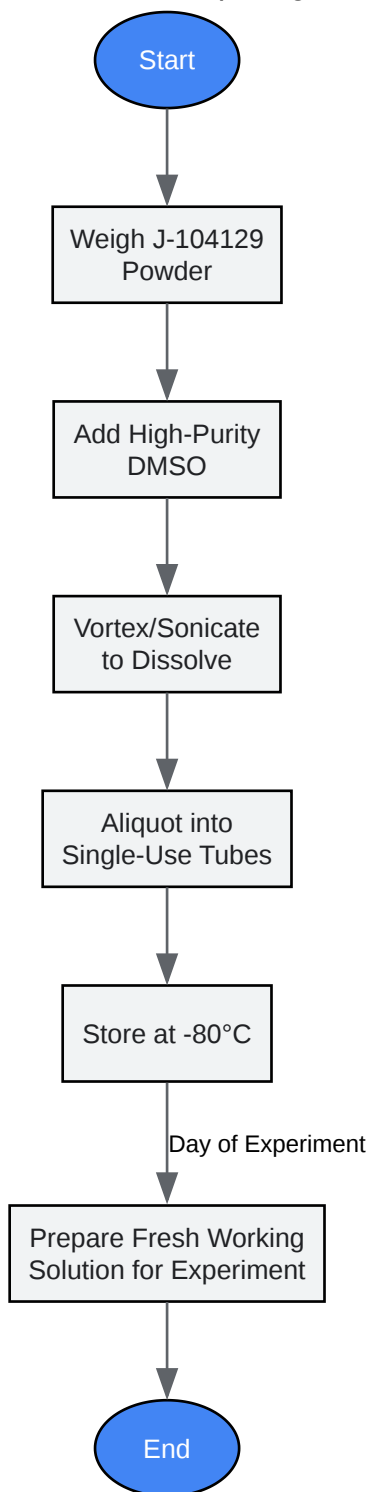 Start
Weigh J-104129
Powder
Add High-Purity
DMSO
Vortex/Sonicate
to Dissolve
Aliquot into
Single-Use Tubes
Store at -80°C
Day of Experiment
Prepare Fresh Working
Solution for Experiment
End